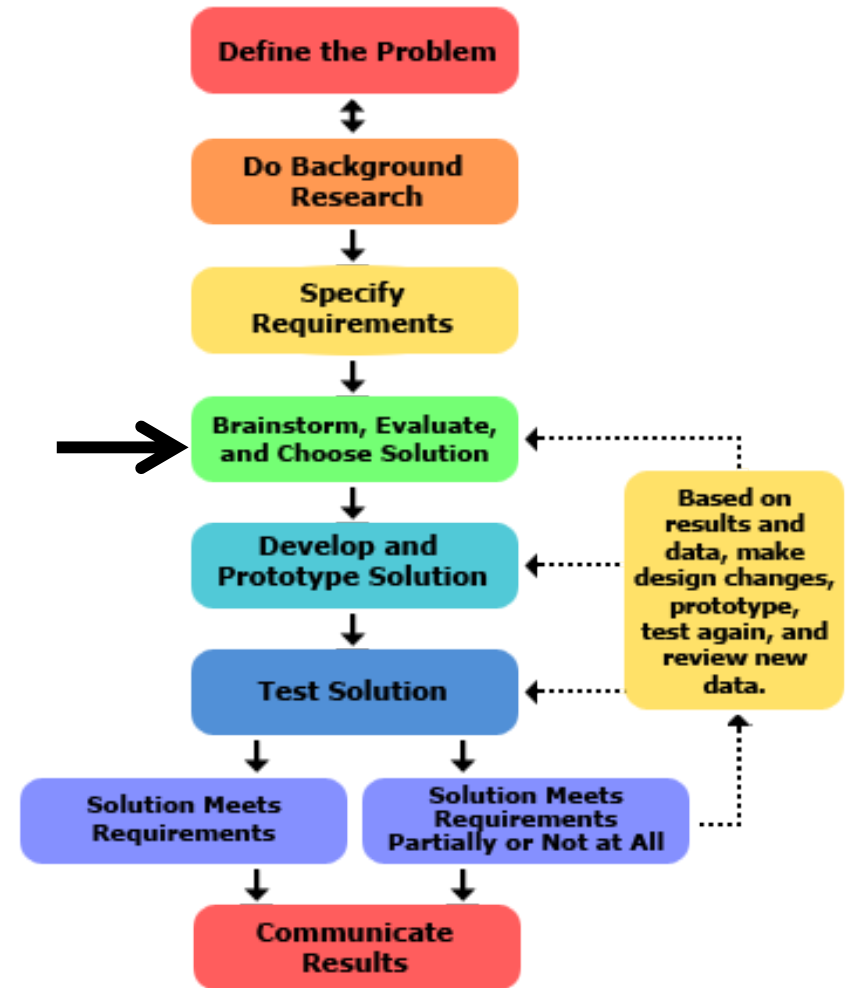 Define the Problem
Do Background
Research
Specify
Requirements
Brainstorm, Evaluate,
and Choose Solution
Develop and
Prototype Solution
Test Solution
Based on
results and
data, make
design changes,
prototype,
test again, and
review new
data.
Solution Meets
Requirements
Solution Meets
Requirements
Partially or Not at All
Communicate
Results